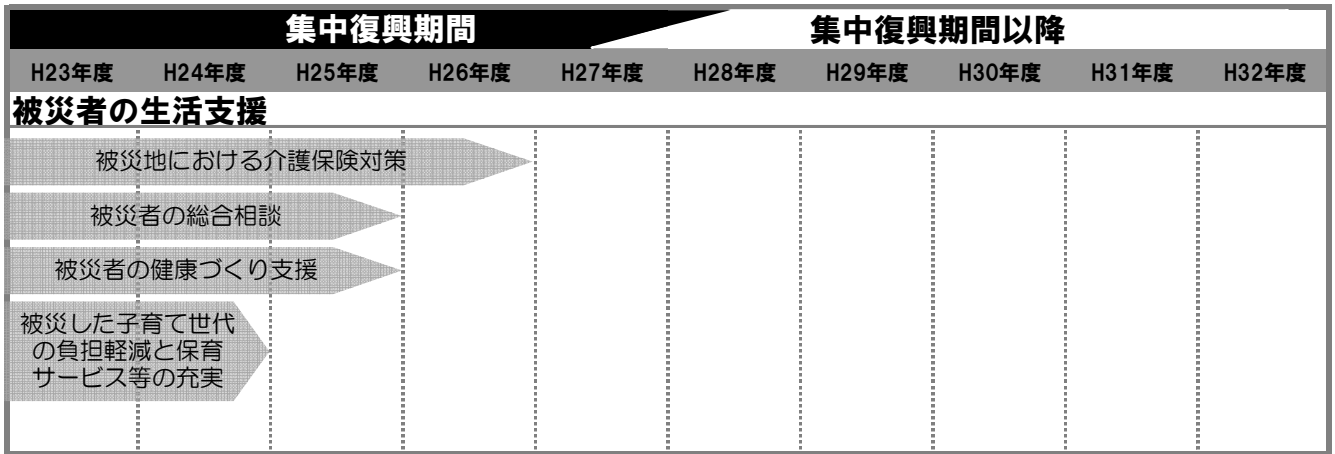 集中復興期間
集中復興期間以降
H23年度 H24年度 H25年度 H26年度 H27年度 H28年度 H29年度 H30年度 H31年度 H32年度
被災者の生活支援
被災地における介護保険対策
被災者の総合相談
被災者の健康づくり支援
被災した子育て世代
の負担軽減と保育
サービス等の充実